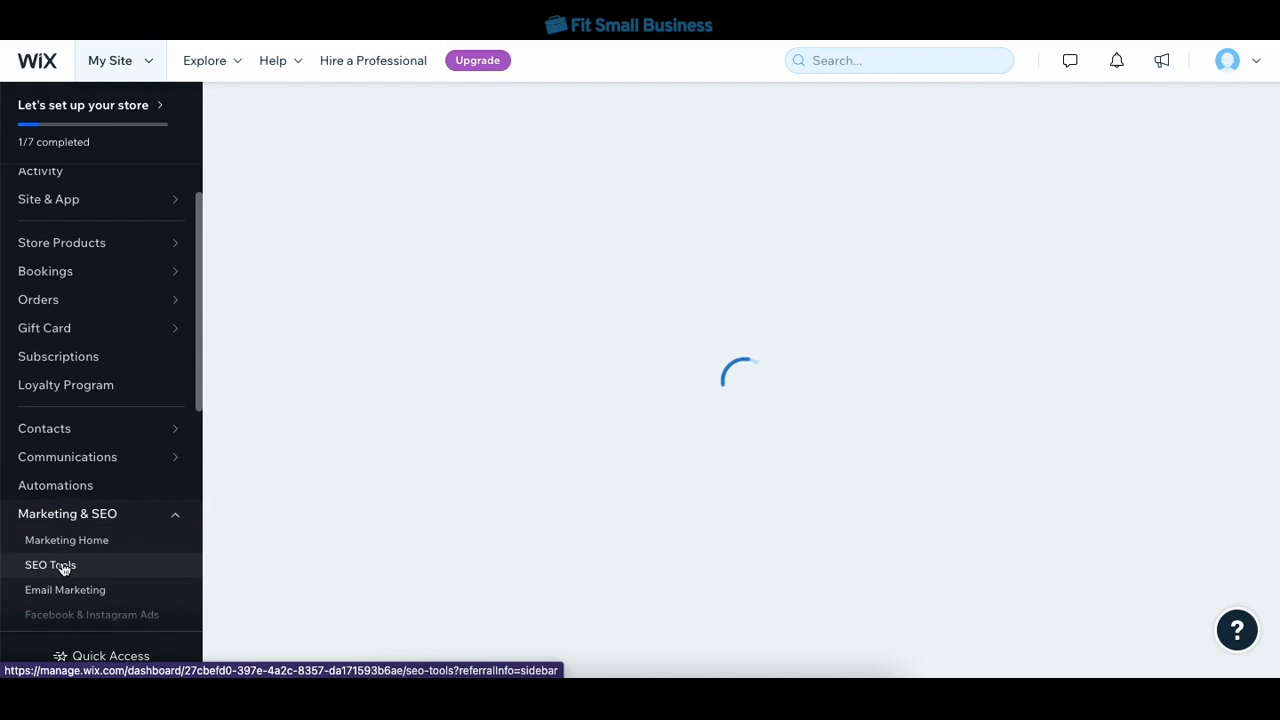 Fit Small Business
WiX
My Site
Explore
Help
Hire a Professional
Upgrade
Search...
Let's set up your store
1/7 completed
Activity
Site & App
Store Products
Bookings
Orders
Gift Card
Subscriptions
Loyalty Program
Contacts
Communications
Automations
Marketing & SEO
Marketing Home
SEO Tools
Email Marketing
Facebook & Instagram Ads
Quick Access
?
https://manage.wix.com/dashboard/27cbefd0-397e-4a2c-8357-da171593b6ae/seo-tools?referralInfo=sidebar